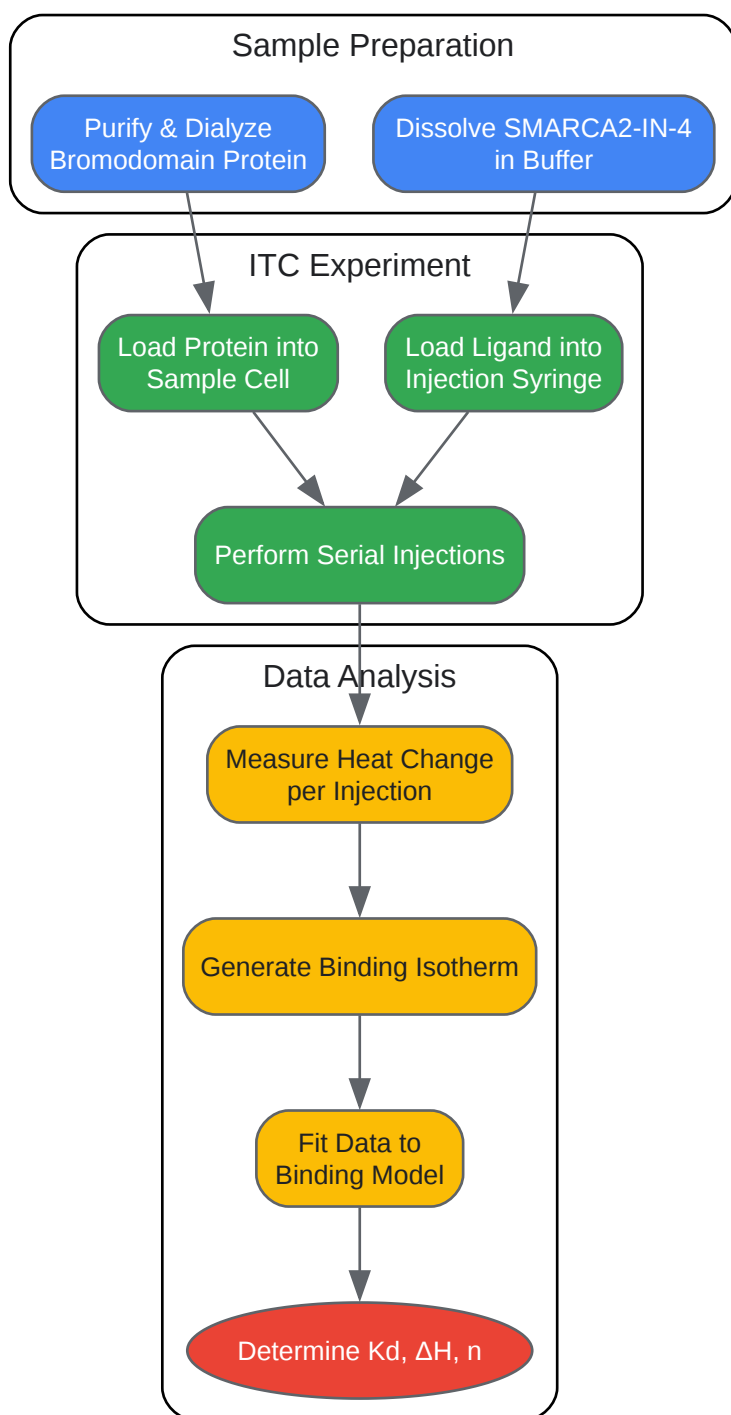 Sample Preparation
Purify & Dialyze
Bromodomain Protein
Dissolve SMARCA2-IN-4
in Buffer
ITC Experiment
Load Protein into
Sample Cell
Load Ligand into
Injection Syringe
Perform Serial Injections
Data Analysis
Measure Heat Change
per Injection
Generate Binding Isotherm
Fit Data to
Binding Model
Determine Kd, ΔH, n